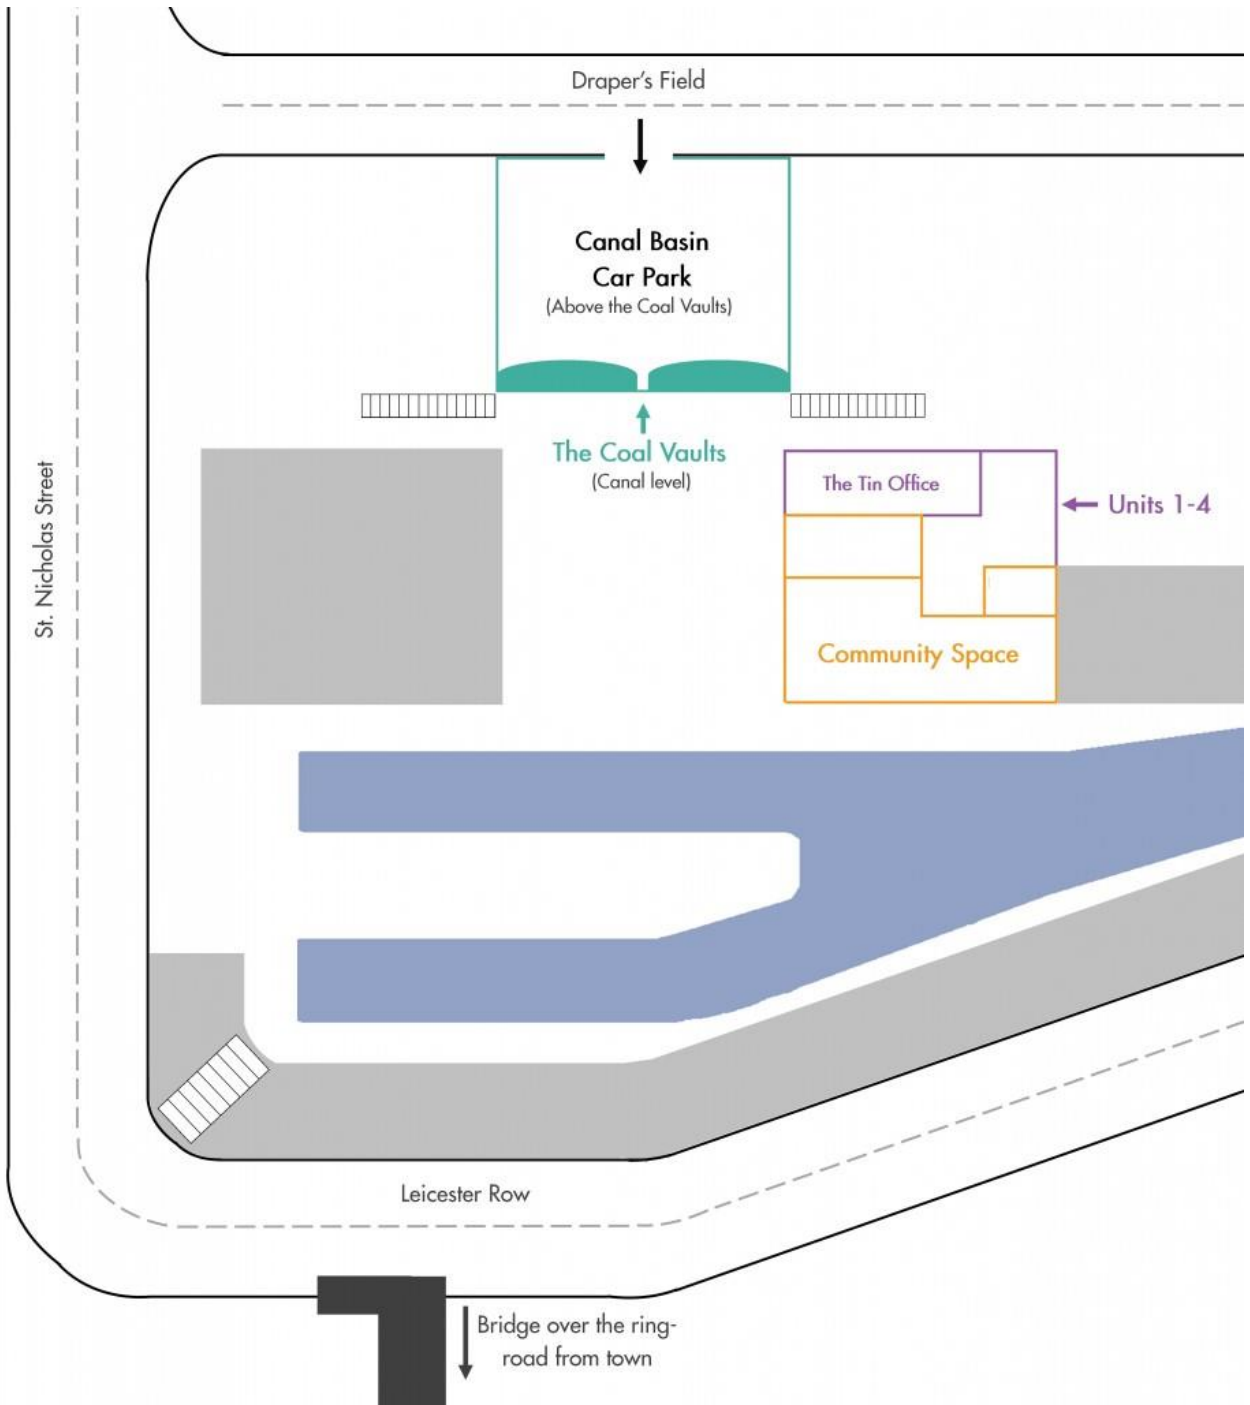 Draper's Field
Canal Basin
Car Park
(Above the Coal Vaults)
The Coal Vaults
(Canal level)
The Tin Office
Units 1-4
St. Nicholas Street
Community Space
Leicester Row
Bridge over the ring-
road from town